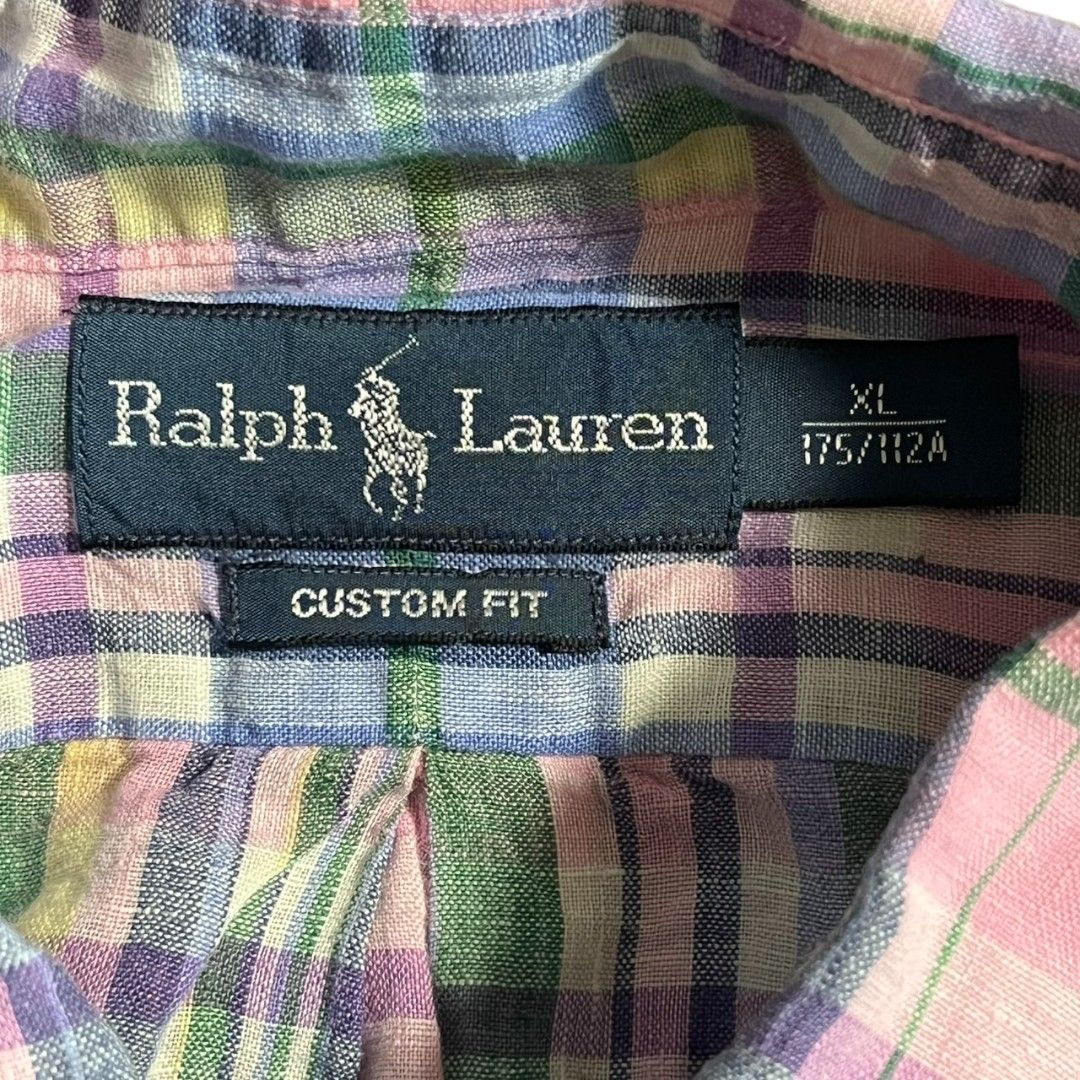 Ralph Lauren
XL
175/112A
CUSTOM FIT